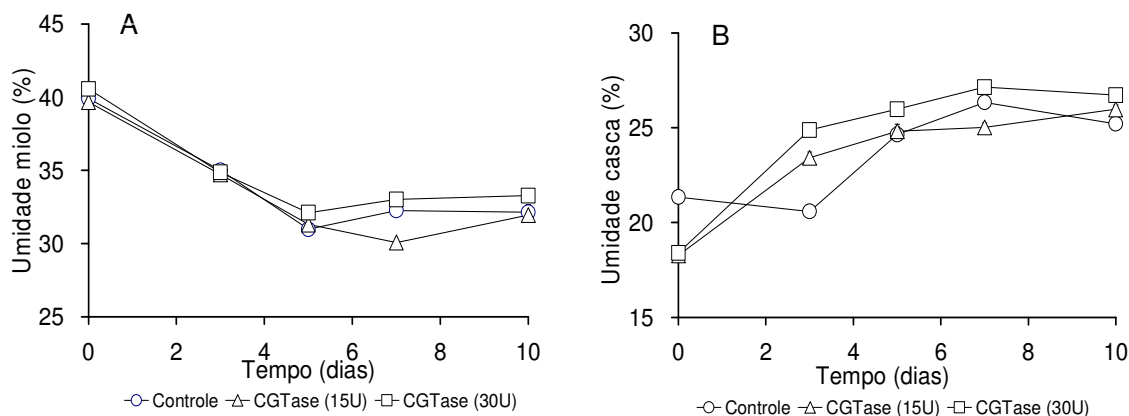 A
Umidade miolo (%)
45
40
35
30
25
0 2 4 6 8 10
Tempo (dias)
Controle CGTase (15U) CGTase (30U)
B
Umidade casca (%)
30
25
20
15
0 2 4 6 8 10
Tempo (dias)
Controle CGTase (15U) CGTase (30U)